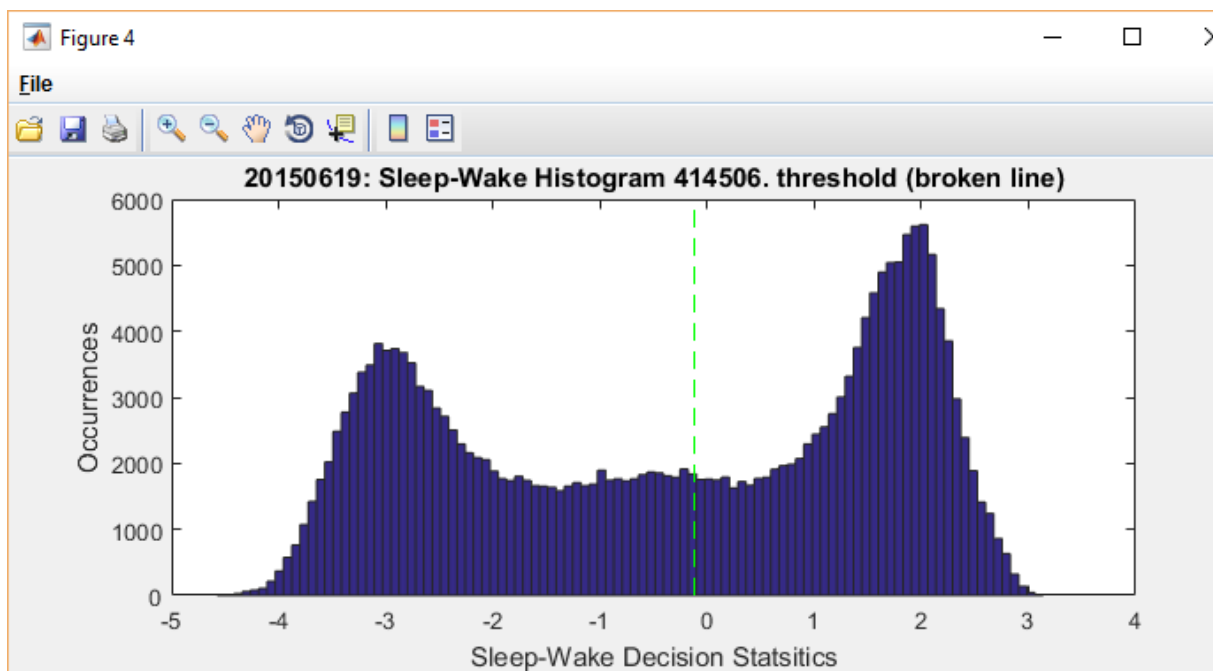 Figure 4
File
20150619: Sleep-Wake Histogram 414506. threshold (broken line)
6000
5000
4000
3000
2000
1000
0
Occurrences
-5 -4 -3 -2 -1 0 1 2 3 4
Sleep-Wake Decision Statsitics